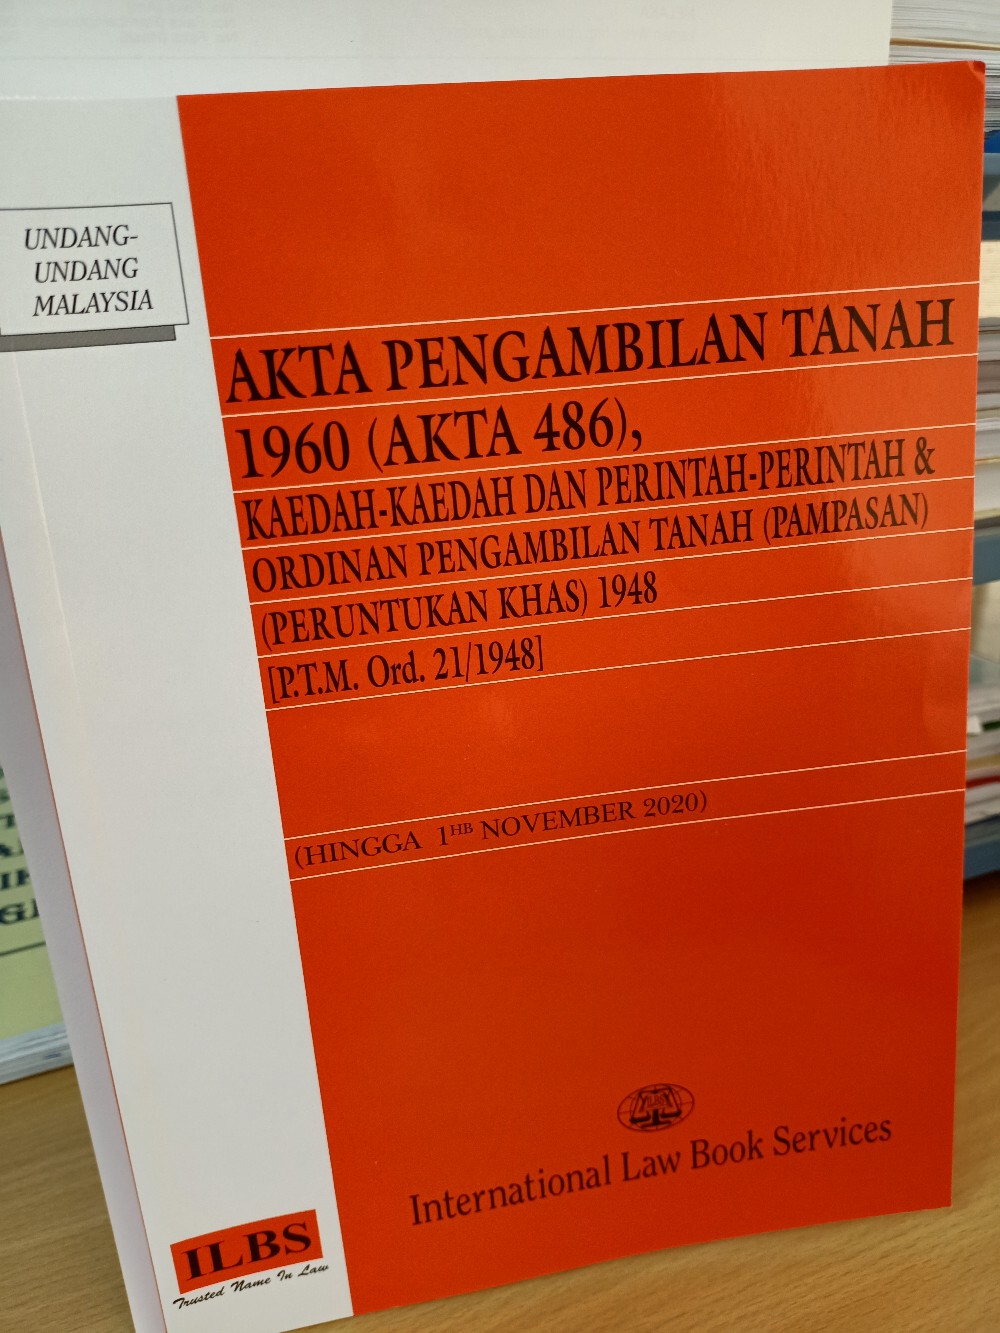 UNDANG-
UNDANG
MALAYSIA
AKTA PENGAMBILAN TANAH
1960 (AKTA 486),
KAEDAH-KAEDAH DAN PERINTAH-PERINTAH &
ORDINAN PENGAMBILAN TANAH (PAMPASAN)
(PERUNTUKAN KHAS) 1948
[P.T.M. Ord. 21/1948]
(HINGGA 1HB NOVEMBER 2020)
International Law Book Services
ILBS
Trusted Name In Law